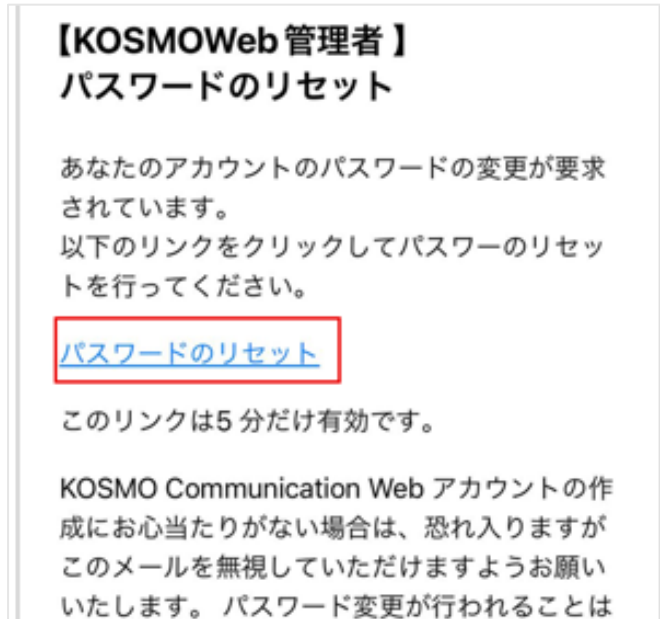 【KOSMOWeb管理者】
パスワードのリセット
あなたのアカウントのパスワードの変更が要求
されています。
以下のリンクをクリックしてパスワーのリセッ
トを行ってください。
パスワードのリセット
このリンクは5 分だけ有効です。
KOSMO Communication Web アカウントの作
成にお心当たりがない場合は、恐れ入りますが
このメールを無視していただけますようお願い
いたします。 パスワード変更が行われることは